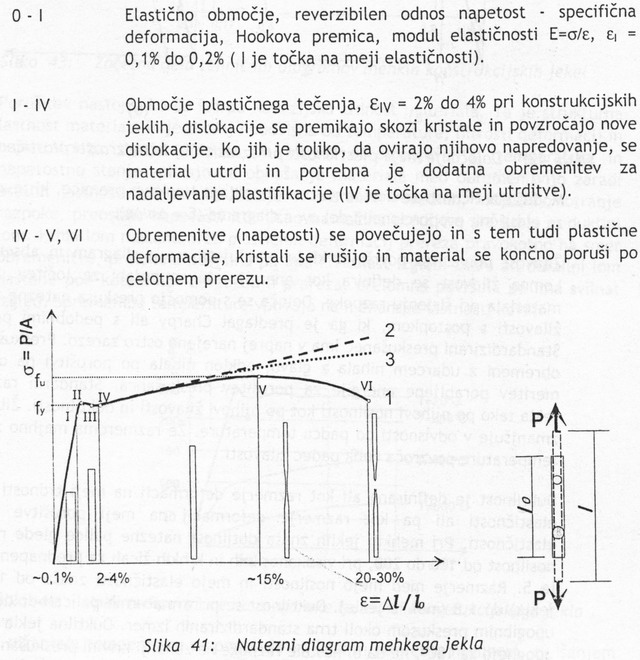 0 - I Elastično območje, reverzibilen odnos napetost - specifična
deformacija, Hookova premica, modul elastičnosti E=σ/ε, εI =
0,1% do 0,2% ( I je točka na meji elastičnosti).
I - IV Območje plastičnega tečenja, εIV = 2% do 4% pri konstrukcijskih
jeklih, dislokacije se premikajo skozi kristale in povzročajo nove
dislokacije. Ko jih je toliko, da ovirajo njihovo napredovanje, se
material utrdi in potrebna je dodatna obremenitev za
nadaljevanje plastifikacije (IV je točka na meji utrditve).
IV - V, VI Obremenitve (napetosti) se povečujejo in s tem tudi plastične
deformacije, kristali se rušijo in material se končno poruši po
celotnem prerezu.
σ = P/A
2
3
fu
fy
II
IV
I
III
V
VI
1
P
lo
l
P
~0,1%
2-4%
~15%
20-30%
ε=Δl/lo
Slika 41: Natezni diagram mehkega jekla